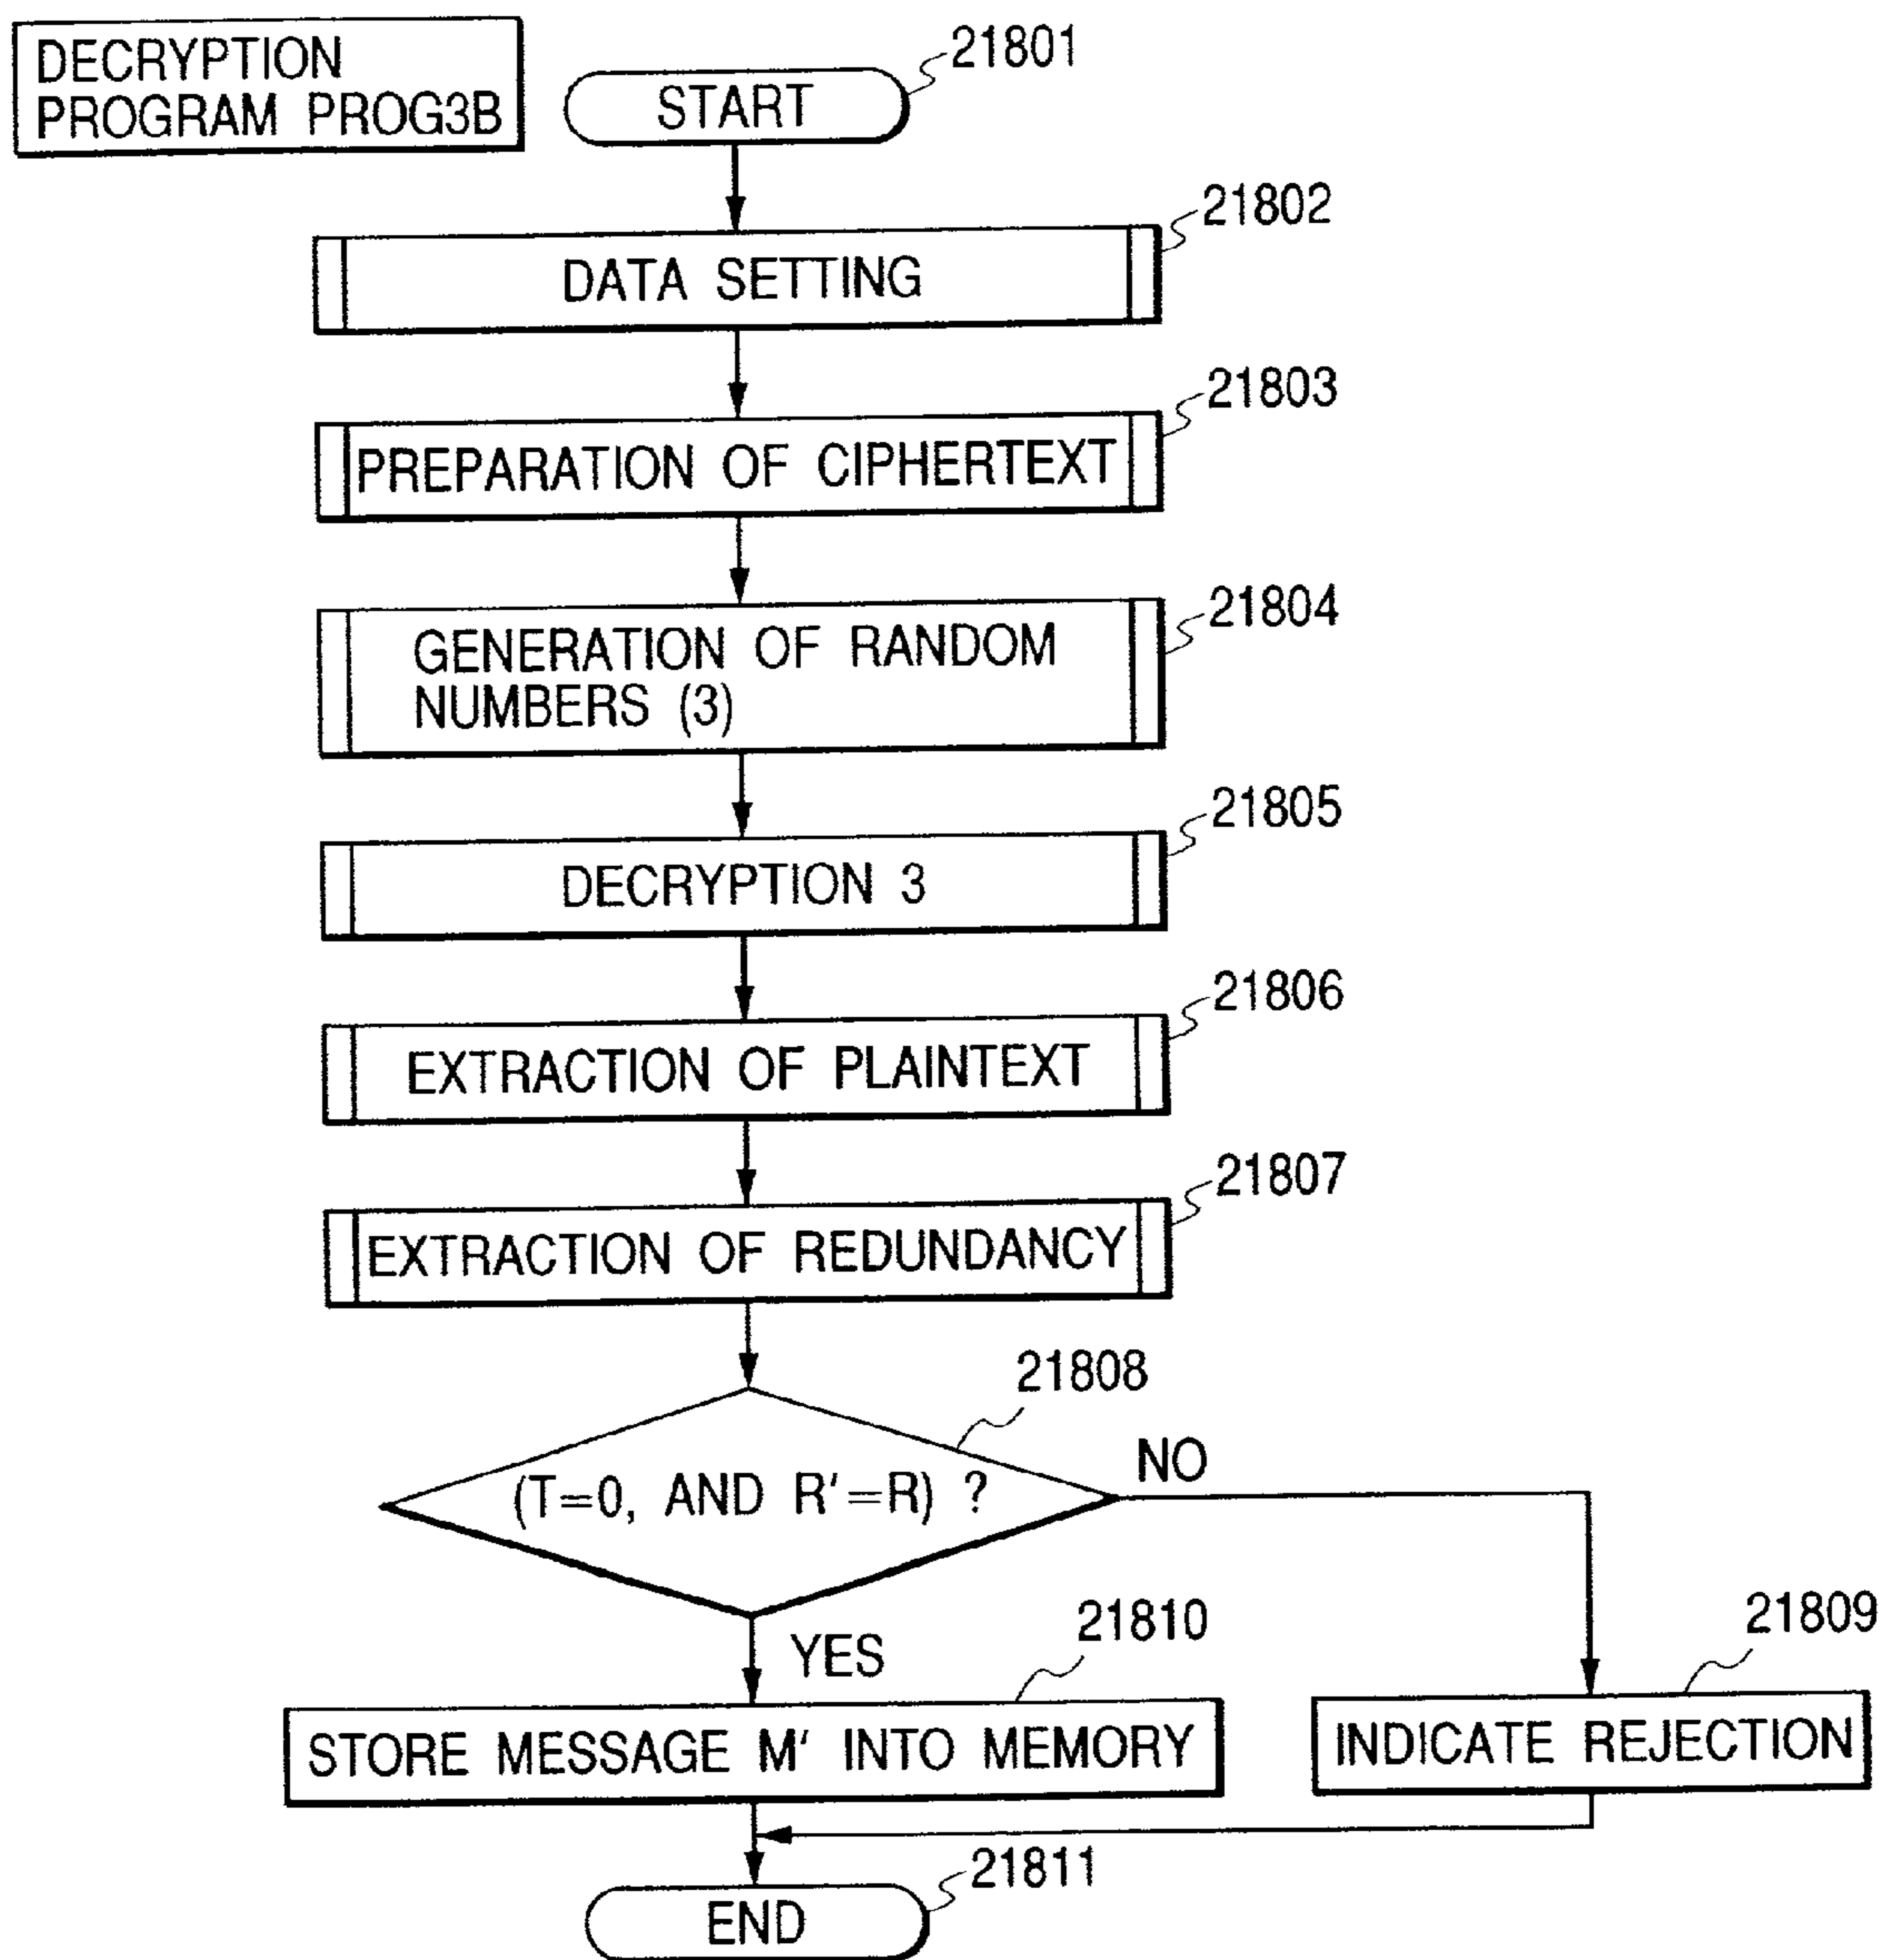 DECRYPTION
PROGRAM PROG3B
START
21801
DATA SETTING
21802
PREPARATION OF CIPHERTEXT
21803
GENERATION OF RANDOM
NUMBERS (3)
21804
DECRYPTION 3
21805
EXTRACTION OF PLAINTEXT
21806
EXTRACTION OF REDUNDANCY
21807
21808
(T=0, AND R'=R) ?
NO
YES
21810
21809
STORE MESSAGE M' INTO MEMORY
INDICATE REJECTION
21811
END